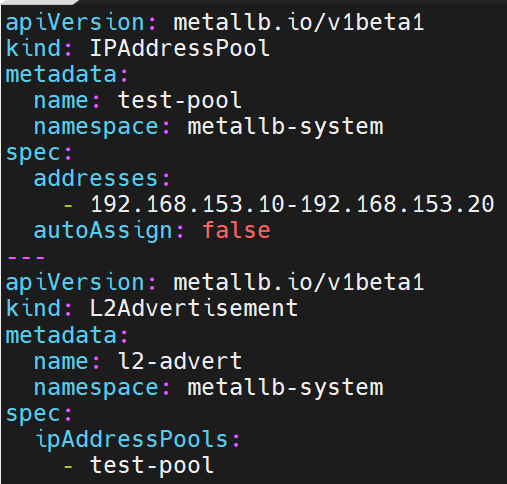 apiVersion: metallb.io/v1beta1
kind: IPAddressPool
metadata:
  name: test-pool
  namespace: metallb-system
spec:
  addresses:
    - 192.168.153.10-192.168.153.20
  autoAssign: false
---
apiVersion: metallb.io/v1beta1
kind: L2Advertisement
metadata:
  name: l2-advert
  namespace: metallb-system
spec:
  ipAddressPools:
    - test-pool